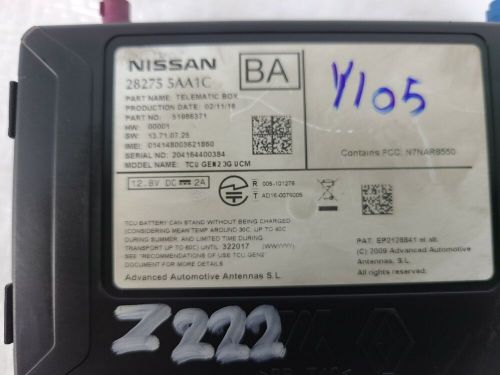 NISSAN
28275 5AA1C
BA
PART NAME: TELEMATIC BOX
PRODUCTION DATE: 02/11/16
PART NO: 51666371
HW: 00001
SW: 13.71.07.25
IMEI: 014148003621860
SERIAL NO: 204164400384
MODEL NAME: TCU GEN2 3G UCM
Y105
Contains FCC: N7NAR8550
12.8V DC 2A
R 005-101276
T AD16-0076005
TCU BATTERY CAN STAND WITHOUT BEING CHARGED
(CONSIDERING MEAN TEMP AROUND 30C, UP TO 40C
DURING SUMMER, AND LIMITED TIME DURING
TRANSPORT UP TO 60C) UNTIL 322017 (WWYYYY)
SEE "RECOMMENDATIONS OF USE TCU GEN2"
DOCUMENT FOR MORE DETAILS
Advanced Automotive Antennas S.L
PAT. EP2128841 et. alt.
(C) 2009 Advanced Automotive
Antennas, S.L.
All rights reserved.
Z222